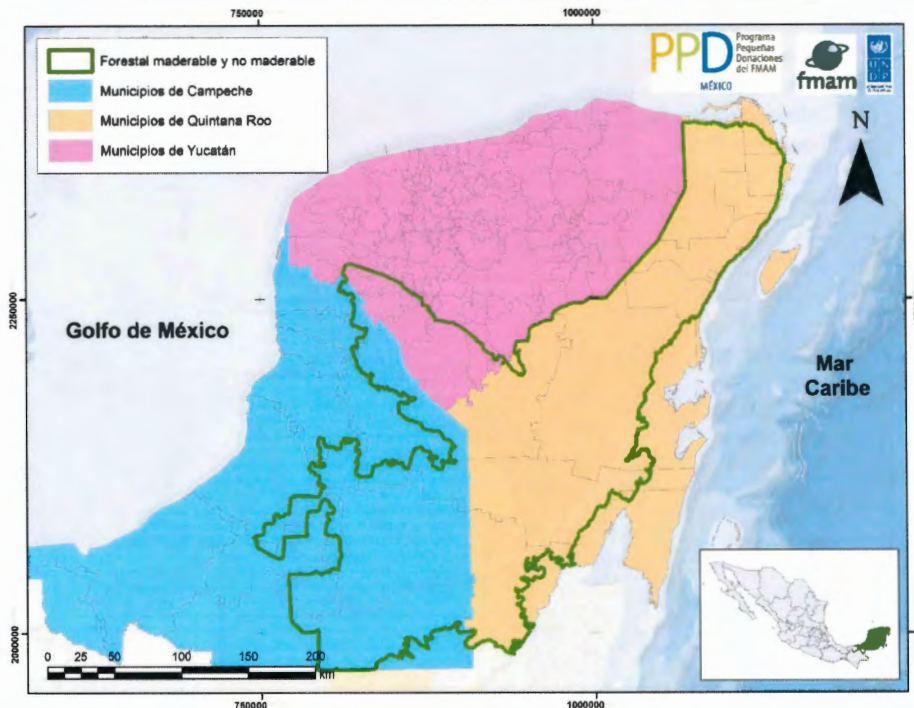 750000
1000000
Forestal maderable y no maderable
Municipios de Campeche
Municipios de Quintana Roo
Municipios de Yucatán
PPD
Programa
Pequeñas
Donaciones
del FMAM
MÉXICO
fmam
U N
D P
N
2250000
2250000
Golfo de México
Mar
Caribe
2000000
2000000
0 25 50 100 150 200
km
750000
1000000